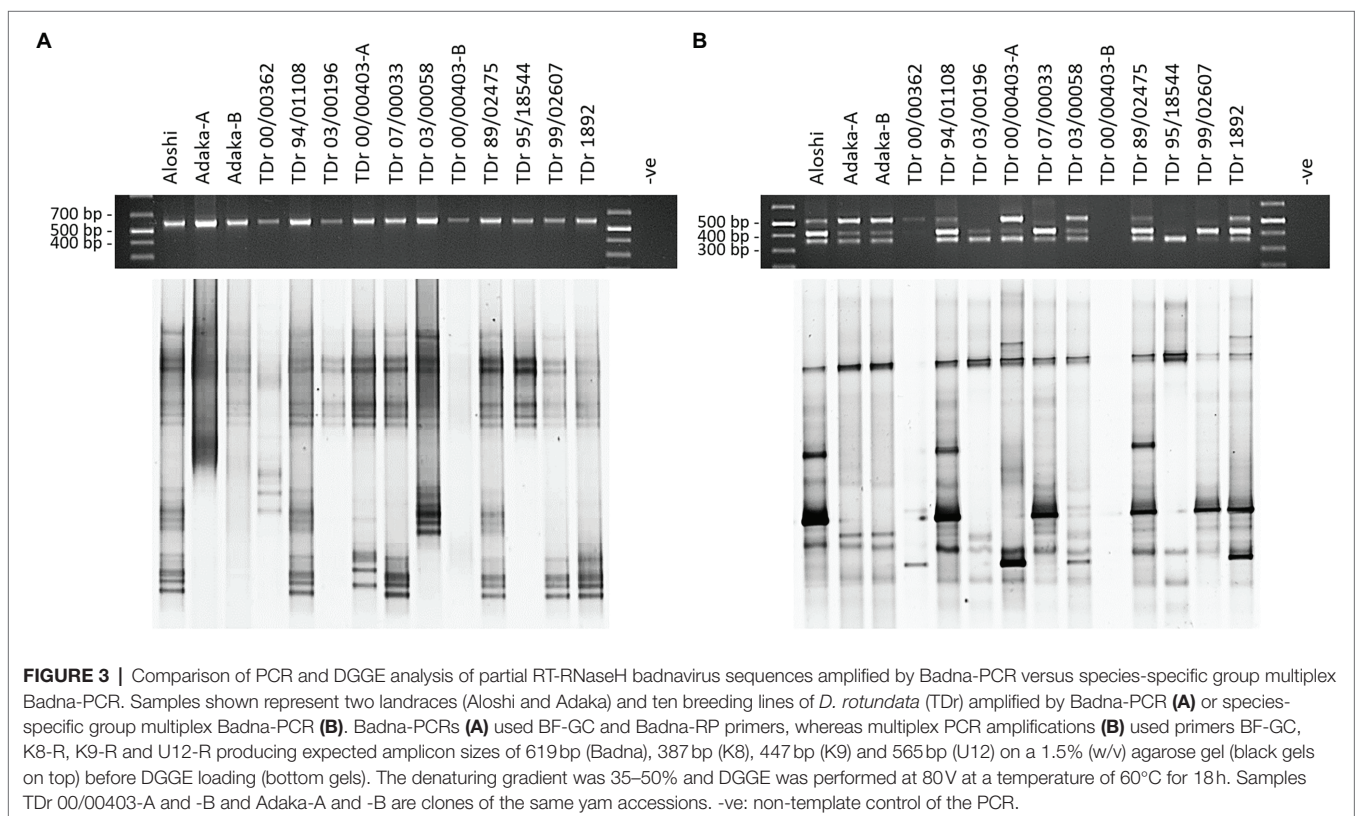 A
Aloshi
Adaka-A
Adaka-B
TDr 00/00362
TDr 94/01108
TDr 03/00196
TDr 00/00403-A
TDr 07/00033
TDr 03/00058
TDr 00/00403-B
TDr 89/02475
TDr 95/18544
TDr 99/02607
TDr 1892
-ve
700 bp -
500 bp -
400 bp -
B
Aloshi
Adaka-A
Adaka-B
TDr 00/00362
TDr 94/01108
TDr 03/00196
TDr 00/00403-A
TDr 07/00033
TDr 03/00058
TDr 00/00403-B
TDr 89/02475
TDr 95/18544
TDr 99/02607
TDr 1892
-ve
500 bp -
400 bp -
300 bp -
FIGURE 3 | Comparison of PCR and DGGE analysis of partial RT-RNaseH badnavirus sequences amplified by Badna-PCR versus species-specific group multiplex
Badna-PCR. Samples shown represent two landraces (Aloshi and Adaka) and ten breeding lines of D. rotundata (TDr) amplified by Badna-PCR (A) or species-
specific group multiplex Badna-PCR (B). Badna-PCRs (A) used BF-GC and Badna-RP primers, whereas multiplex PCR amplifications (B) used primers BF-GC,
K8-R, K9-R and U12-R producing expected amplicon sizes of 619 bp (Badna), 387 bp (K8), 447 bp (K9) and 565 bp (U12) on a 1.5% (w/v) agarose gel (black gels
on top) before DGGE loading (bottom gels). The denaturing gradient was 35–50% and DGGE was performed at 80 V at a temperature of 60°C for 18 h. Samples
TDr 00/00403-A and -B and Adaka-A and -B are clones of the same yam accessions. -ve: non-template control of the PCR.